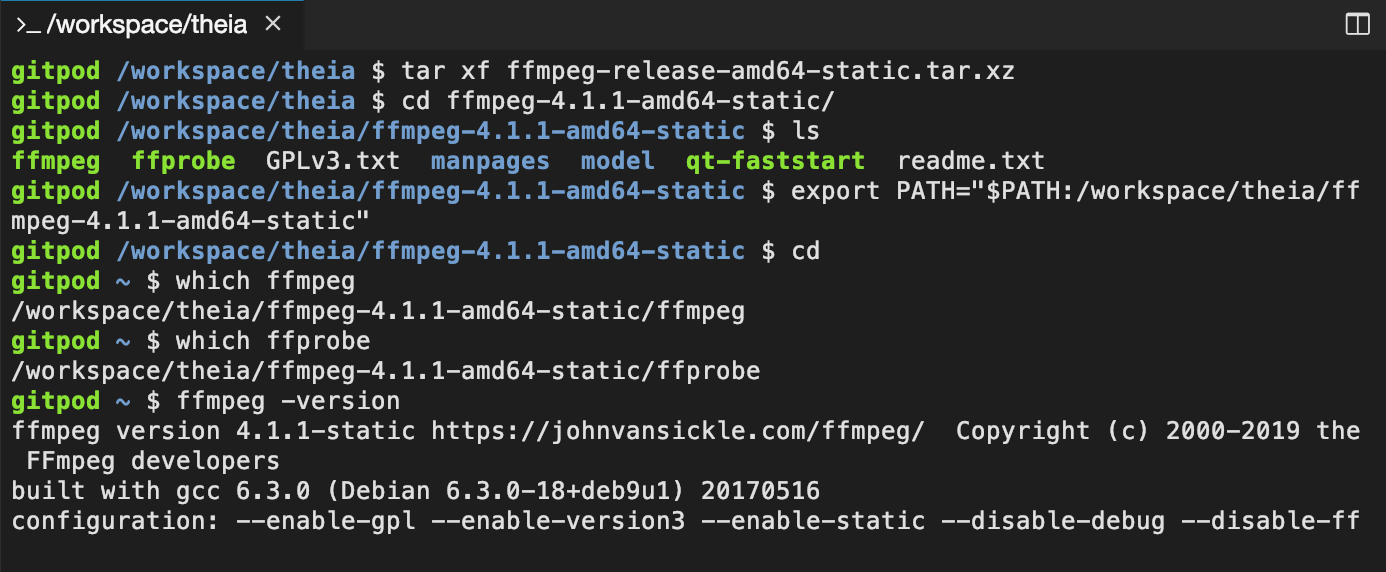 >_ /workspace/theia ×
gitpod /workspace/theia $ tar xf ffmpeg-release-amd64-static.tar.xz
gitpod /workspace/theia $ cd ffmpeg-4.1.1-amd64-static/
gitpod /workspace/theia/ffmpeg-4.1.1-amd64-static $ ls
ffmpeg  ffprobe  GPLv3.txt  manpages  model  qt-faststart  readme.txt
gitpod /workspace/theia/ffmpeg-4.1.1-amd64-static $ export PATH="$PATH:/workspace/theia/ff
mpeg-4.1.1-amd64-static"
gitpod /workspace/theia/ffmpeg-4.1.1-amd64-static $ cd
gitpod ~ $ which ffmpeg
/workspace/theia/ffmpeg-4.1.1-amd64-static/ffmpeg
gitpod ~ $ which ffprobe
/workspace/theia/ffmpeg-4.1.1-amd64-static/ffprobe
gitpod ~ $ ffmpeg -version
ffmpeg version 4.1.1-static https://johnvansickle.com/ffmpeg/  Copyright (c) 2000-2019 the
 FFmpeg developers
built with gcc 6.3.0 (Debian 6.3.0-18+deb9u1) 20170516
configuration: --enable-gpl --enable-version3 --enable-static --disable-debug --disable-ff